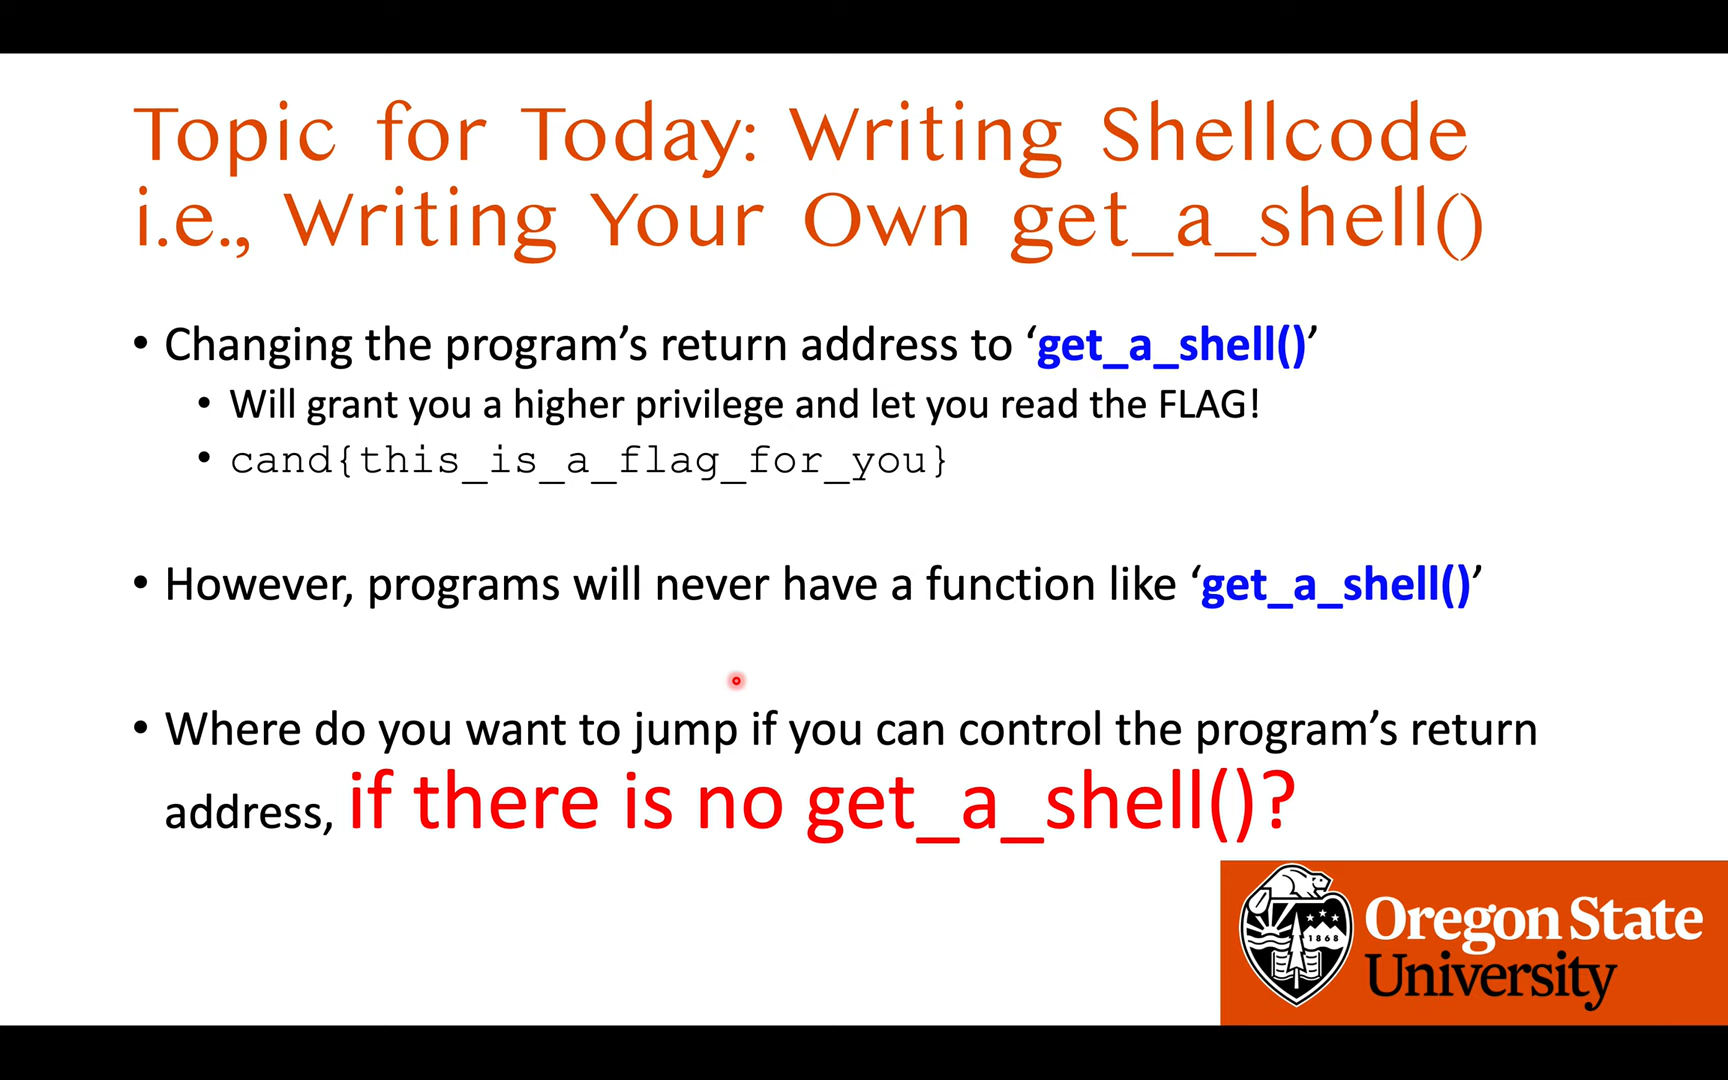 Topic for Today: Writing Shellcode
i.e., Writing Your Own get_a_shell()
• Changing the program’s return address to ‘get_a_shell()’
• Will grant you a higher privilege and let you read the FLAG!
• cand{this_is_a_flag_for_you}
• However, programs will never have a function like ‘get_a_shell()’
• Where do you want to jump if you can control the program’s return
address, if there is no get_a_shell()?
1868
Oregon State
University